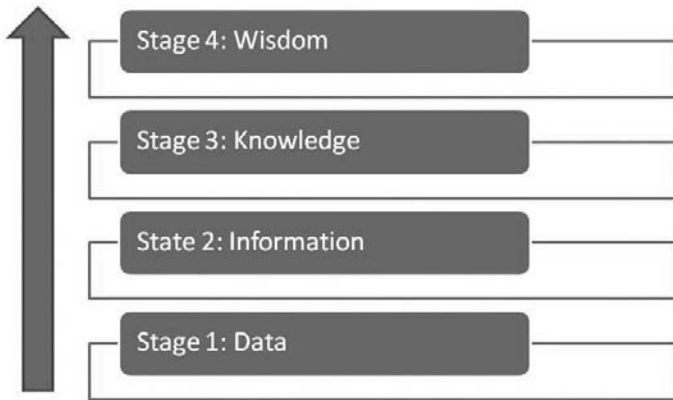 Stage 4: Wisdom
Stage 3: Knowledge
State 2: Information
Stage 1: Data